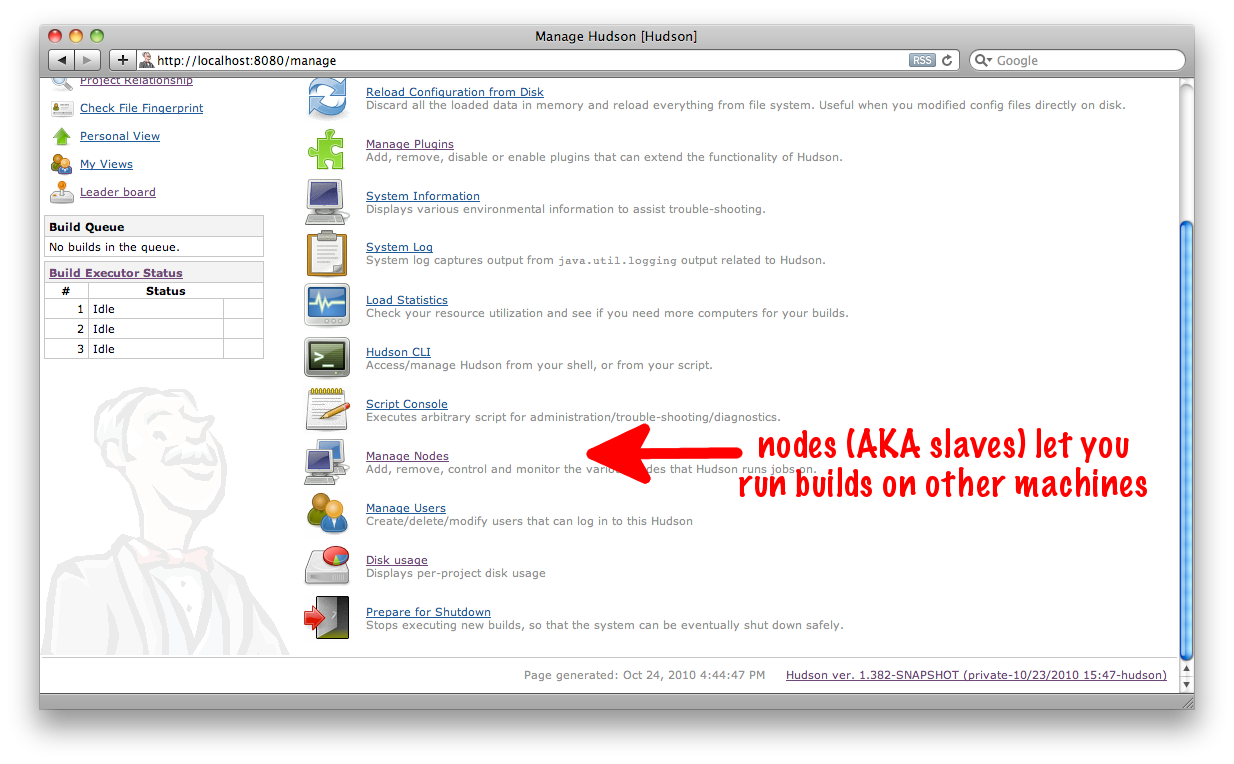 Manage Hudson [Hudson]
http://localhost:8080/manage
RSS
Google
Project Relationship
Check File Fingerprint
Personal View
My Views
Leader board
Build Queue
No builds in the queue.
Build Executor Status
# Status
1 Idle
2 Idle
3 Idle
Reload Configuration from Disk
Discard all the loaded data in memory and reload everything from file system. Useful when you modified config files directly on disk.
Manage Plugins
Add, remove, disable or enable plugins that can extend the functionality of Hudson.
System Information
Displays various environmental information to assist trouble-shooting.
System Log
System log captures output from java.util.logging output related to Hudson.
Load Statistics
Check your resource utilization and see if you need more computers for your builds.
Hudson CLI
Access/manage Hudson from your shell, or from your script.
Script Console
Executes arbitrary script for administration/trouble-shooting/diagnostics.
Manage Nodes
Add, remove, control and monitor the various nodes that Hudson runs jobs on.
nodes (AKA slaves) let you
run builds on other machines
Manage Users
Create/delete/modify users that can log in to this Hudson
Disk usage
Displays per-project disk usage
Prepare for Shutdown
Stops executing new builds, so that the system can be eventually shut down safely.
Page generated: Oct 24, 2010 4:44:47 PM
Hudson ver. 1.382-SNAPSHOT (private-10/23/2010 15:47-hudson)